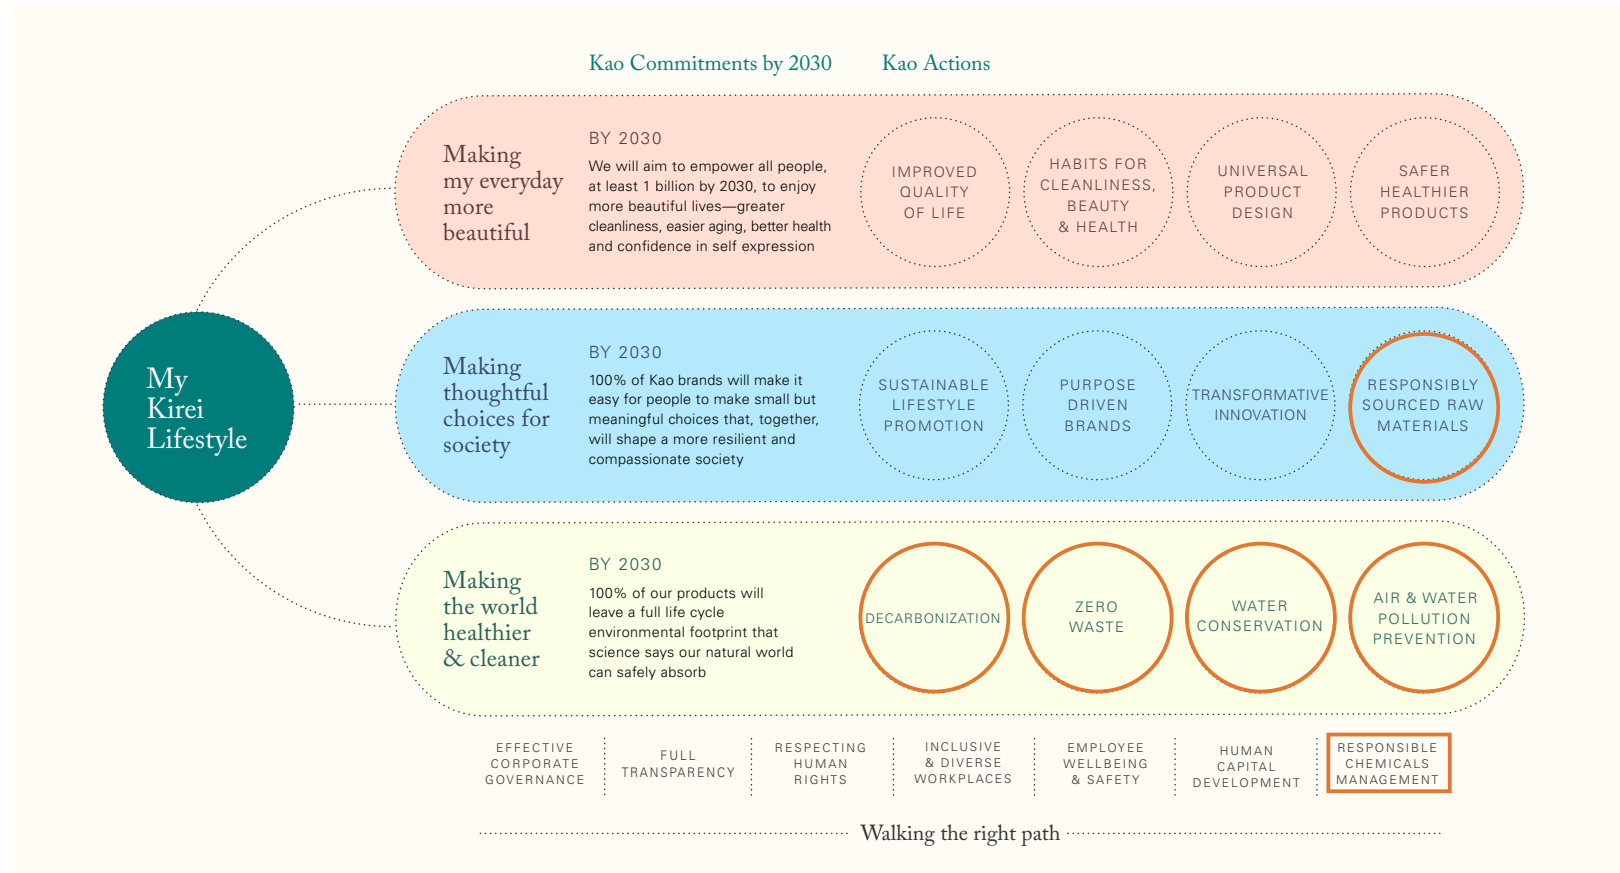 Kao Commitments by 2030
Kao Actions
My
Kirei
Lifestyle
Making
my everyday
more
beautiful
BY 2030
We will aim to empower all people,
at least 1 billion by 2030, to enjoy
more beautiful lives—greater
cleanliness, easier aging, better health
and confidence in self expression
IMPROVED
QUALITY
OF LIFE
HABITS FOR
CLEANLINESS,
BEAUTY
& HEALTH
UNIVERSAL
PRODUCT
DESIGN
SAFER
HEALTHIER
PRODUCTS
Making
thoughtful
choices for
society
BY 2030
100% of Kao brands will make it
easy for people to make small but
meaningful choices that, together,
will shape a more resilient and
compassionate society
SUSTAINABLE
LIFESTYLE
PROMOTION
PURPOSE
DRIVEN
BRANDS
TRANSFORMATIVE
INNOVATION
RESPONSIBLY
SOURCED RAW
MATERIALS
Making
the world
healthier
& cleaner
BY 2030
100% of our products will
leave a full life cycle
environmental footprint that
science says our natural world
can safely absorb
DECARBONIZATION
ZERO
WASTE
WATER
CONSERVATION
AIR & WATER
POLLUTION
PREVENTION
EFFECTIVE
CORPORATE
GOVERNANCE
FULL
TRANSPARENCY
RESPECTING
HUMAN
RIGHTS
INCLUSIVE
& DIVERSE
WORKPLACES
EMPLOYEE
WELLBEING
& SAFETY
HUMAN
CAPITAL
DEVELOPMENT
RESPONSIBLE
CHEMICALS
MANAGEMENT
Walking the right path